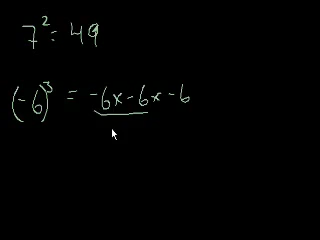 7² = 49
(-6)³ = -6x-6x-6